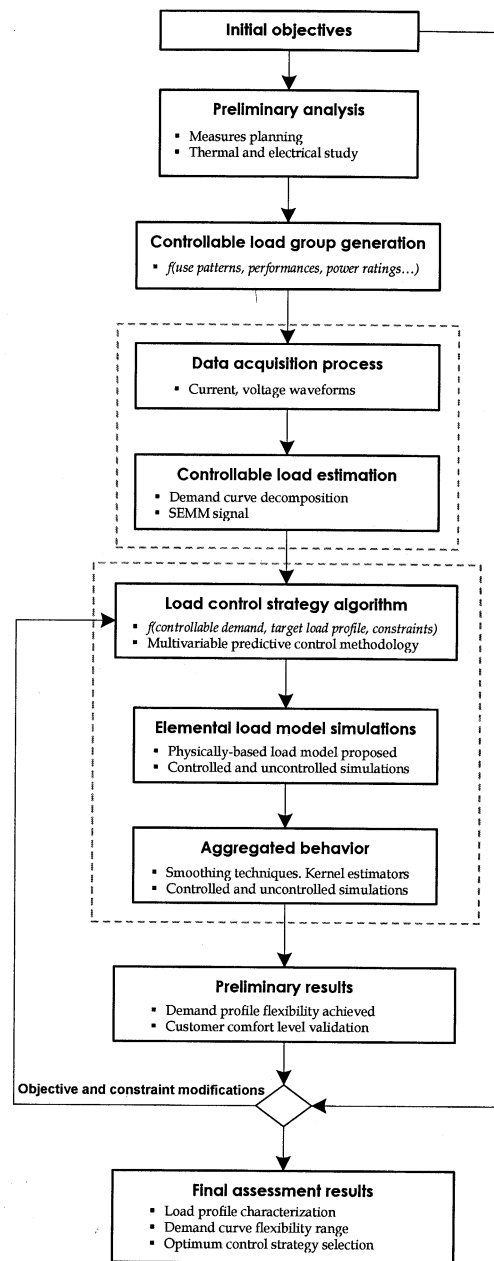 Initial objectives
Preliminary analysis
▪ Measures planning
▪ Thermal and electrical study
Controllable load group generation
▪ f(use patterns, performances, power ratings...)
Data acquisition process
▪ Current, voltage waveforms
Controllable load estimation
▪ Demand curve decomposition
▪ SEMM signal
Load control strategy algorithm
▪ f(controllable demand, target load profile, constraints)
▪ Multivariable predictive control methodology
Elemental load model simulations
▪ Physically-based load model proposed
▪ Controlled and uncontrolled simulations
Aggregated behavior
▪ Smoothing techniques. Kernel estimators
▪ Controlled and uncontrolled simulations
Preliminary results
▪ Demand profile flexibility achieved
▪ Customer comfort level validation
Objective and constraint modifications
Final assessment results
▪ Load profile characterization
▪ Demand curve flexibility range
▪ Optimum control strategy selection